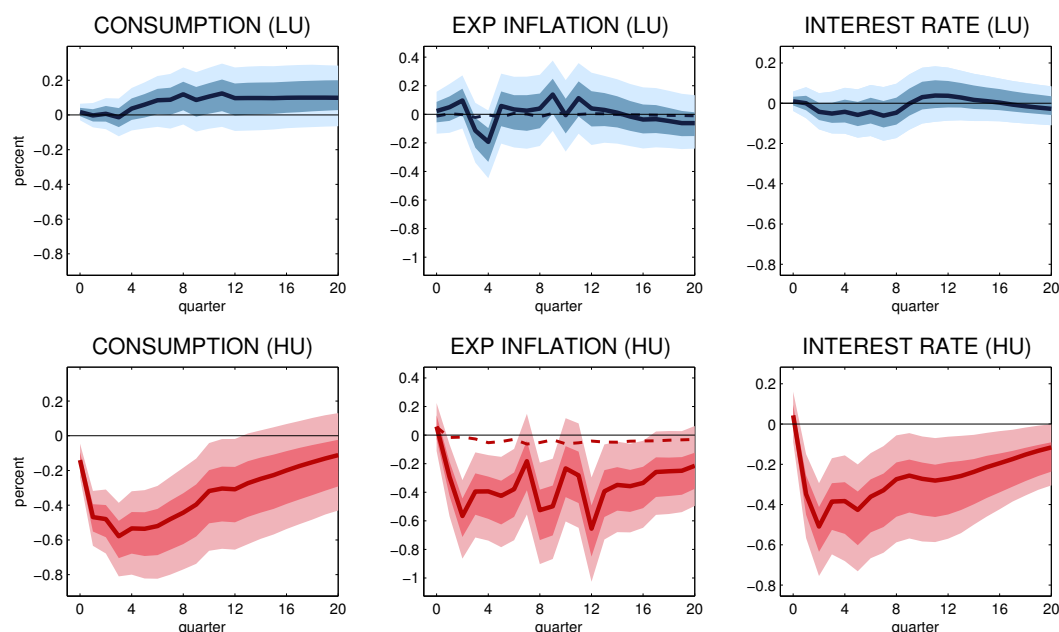 CONSUMPTION (LU)
EXP INFLATION (LU)
INTEREST RATE (LU)
percent
0.2
0
−0.2
−0.4
−0.6
−0.8
0 4 8 12 16 20
quarter
0.4
0.2
0
−0.2
−0.4
−0.6
−0.8
−1
0 4 8 12 16 20
quarter
0.2
0
−0.2
−0.4
−0.6
−0.8
0 4 8 12 16 20
quarter
CONSUMPTION (HU)
EXP INFLATION (HU)
INTEREST RATE (HU)
percent
0.2
0
−0.2
−0.4
−0.6
−0.8
0 4 8 12 16 20
quarter
0.4
0.2
0
−0.2
−0.4
−0.6
−0.8
−1
0 4 8 12 16 20
quarter
0.2
0
−0.2
−0.4
−0.6
−0.8
0 4 8 12 16 20
quarter